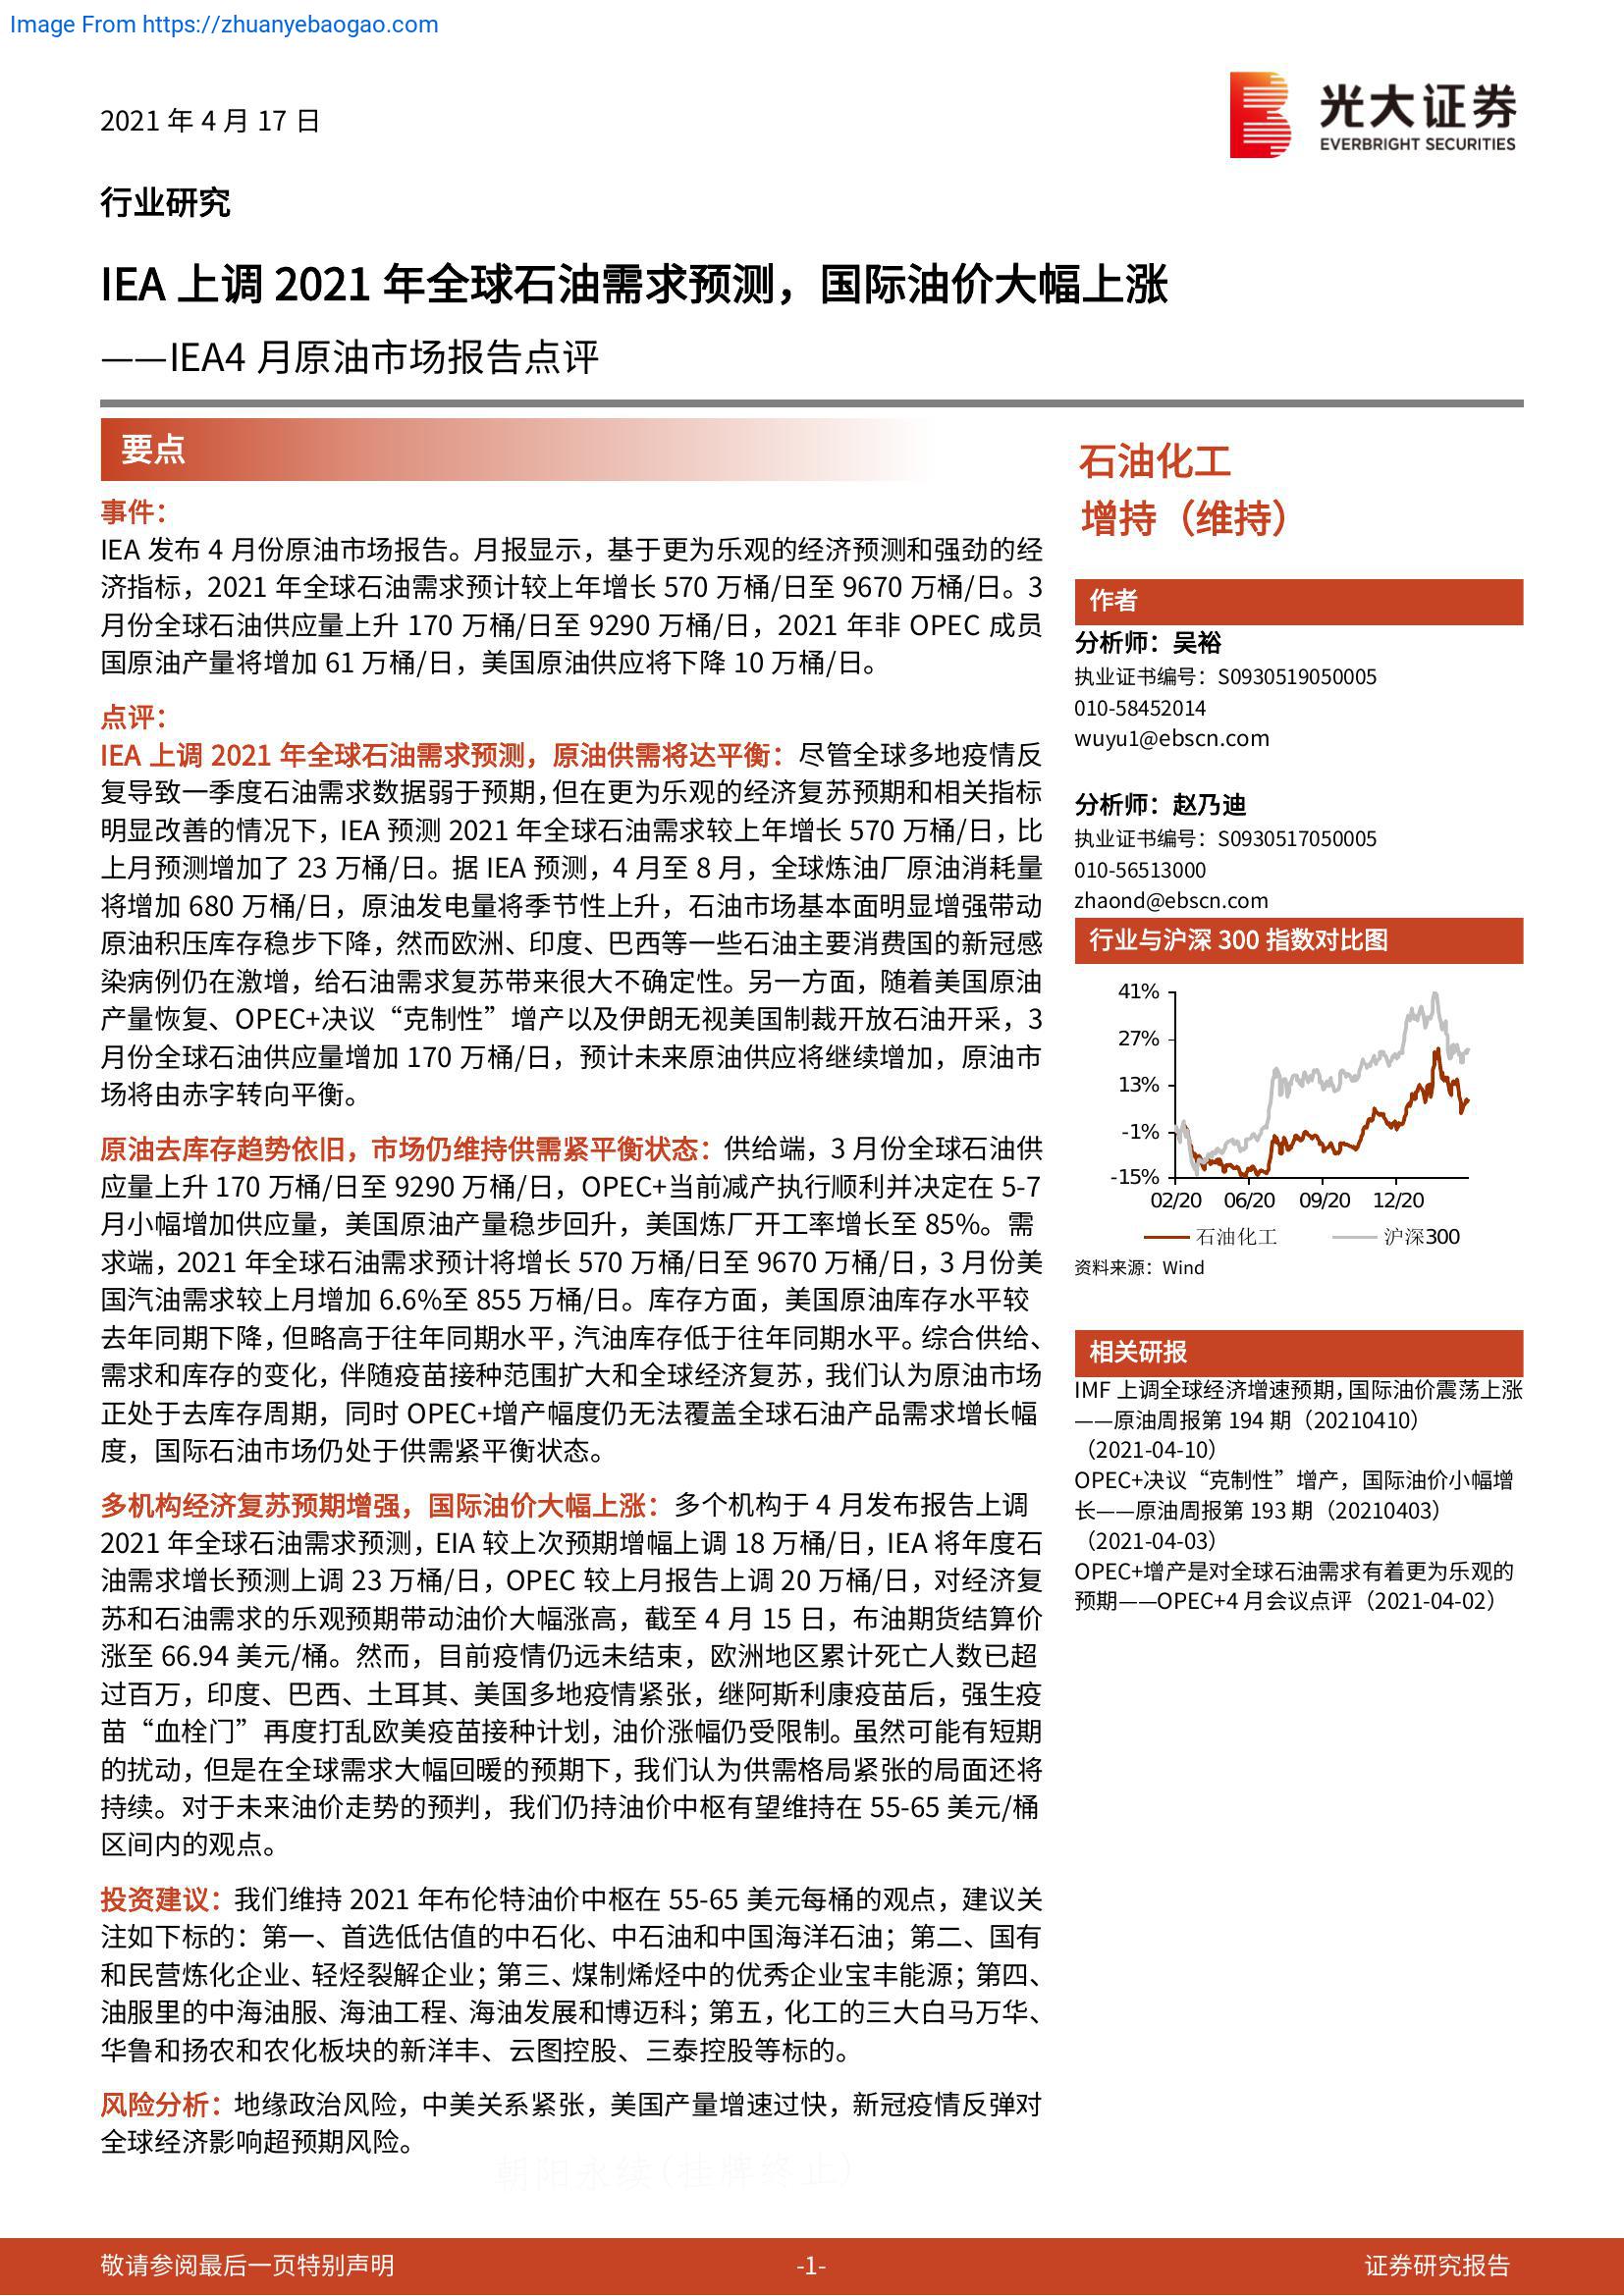 Image From https://zhuanyebaogao.com
2021 年 4 月 17 日
光大证券
EVERBRIGHT SECURITIES
行业研究
IEA 上调 2021 年全球石油需求预测，国际油价大幅上涨
——IEA4 月原油市场报告点评
要点
事件：
IEA 发布 4 月份原油市场报告。月报显示，基于更为乐观的经济预测和强劲的经
济指标，2021 年全球石油需求预计较上年增长 570 万桶/日至 9670 万桶/日。3
月份全球石油供应量上升 170 万桶/日至 9290 万桶/日，2021 年非 OPEC 成员
国原油产量将增加 61 万桶/日，美国原油供应将下降 10 万桶/日。
点评：
IEA 上调 2021 年全球石油需求预测，原油供需将达平衡：尽管全球多地疫情反
复导致一季度石油需求数据弱于预期，但在更为乐观的经济复苏预期和相关指标
明显改善的情况下，IEA 预测 2021 年全球石油需求较上年增长 570 万桶/日，比
上月预测增加了 23 万桶/日。据 IEA 预测，4 月至 8 月，全球炼油厂原油消耗量
将增加 680 万桶/日，原油发电量将季节性上升，石油市场基本面明显增强带动
原油积压库存稳步下降，然而欧洲、印度、巴西等一些石油主要消费国的新冠感
染病例仍在激增，给石油需求复苏带来很大不确定性。另一方面，随着美国原油
产量恢复、OPEC+决议“克制性”增产以及伊朗无视美国制裁开放石油开采，3
月份全球石油供应量增加 170 万桶/日，预计未来原油供应将继续增加，原油市
场将由赤字转向平衡。
原油去库存趋势依旧，市场仍维持供需紧平衡状态：供给端，3 月份全球石油供
应量上升 170 万桶/日至 9290 万桶/日，OPEC+当前减产执行顺利并决定在 5-7
月小幅增加供应量，美国原油产量稳步回升，美国炼厂开工率增长至 85%。需
求端，2021 年全球石油需求预计将增长 570 万桶/日至 9670 万桶/日，3 月份美
国汽油需求较上月增加 6.6%至 855 万桶/日。库存方面，美国原油库存水平较
去年同期下降，但略高于往年同期水平，汽油库存低于往年同期水平。综合供给、
需求和库存的变化，伴随疫苗接种范围扩大和全球经济复苏，我们认为原油市场
正处于去库存周期，同时 OPEC+增产幅度仍无法覆盖全球石油产品需求增长幅
度，国际石油市场仍处于供需紧平衡状态。
多机构经济复苏预期增强，国际油价大幅上涨：多个机构于 4 月发布报告上调
2021 年全球石油需求预测，EIA 较上次预期增幅上调 18 万桶/日，IEA 将年度石
油需求增长预测上调 23 万桶/日，OPEC 较上月报告上调 20 万桶/日，对经济复
苏和石油需求的乐观预期带动油价大幅涨高，截至 4 月 15 日，布油期货结算价
涨至 66.94 美元/桶。然而，目前疫情仍远未结束，欧洲地区累计死亡人数已超
过百万，印度、巴西、土耳其、美国多地疫情紧张，继阿斯利康疫苗后，强生疫
苗“血栓门”再度打乱欧美疫苗接种计划，油价涨幅仍受限制。虽然可能有短期
的扰动，但是在全球需求大幅回暖的预期下，我们认为供需格局紧张的局面还将
持续。对于未来油价走势的预判，我们仍持油价中枢有望维持在 55-65 美元/桶
区间内的观点。
投资建议：我们维持 2021 年布伦特油价中枢在 55-65 美元每桶的观点，建议关
注如下标的：第一、首选低估值的中石化、中石油和中国海洋石油；第二、国有
和民营炼化企业、轻烃裂解企业；第三、煤制烯烃中的优秀企业宝丰能源；第四、
油服里的中海油服、海油工程、海油发展和博迈科；第五，化工的三大白马万华、
华鲁和扬农和农化板块的新洋丰、云图控股、三泰控股等标的。
风险分析：地缘政治风险，中美关系紧张，美国产量增速过快，新冠疫情反弹对
全球经济影响超预期风险。
石油化工
增持（维持）
作者
分析师：吴裕
执业证书编号：S0930519050005
010-58452014
wuyu1@ebscn.com
分析师：赵乃迪
执业证书编号：S0930517050005
010-56513000
zhaond@ebscn.com
行业与沪深 300 指数对比图
41%
27%
13%
-1%
-15%
02/20 06/20 09/20 12/20
石油化工 沪深300
资料来源：Wind
相关研报
IMF 上调全球经济增速预期，国际油价震荡上涨
——原油周报第 194 期（20210410）
（2021-04-10）
OPEC+决议“克制性”增产，国际油价小幅增
长——原油周报第 193 期（20210403）
（2021-04-03）
OPEC+增产是对全球石油需求有着更为乐观的
预期——OPEC+4 月会议点评（2021-04-02）
朝阳永续(挂牌终止)
敬请参阅最后一页特别声明 -1- 证券研究报告